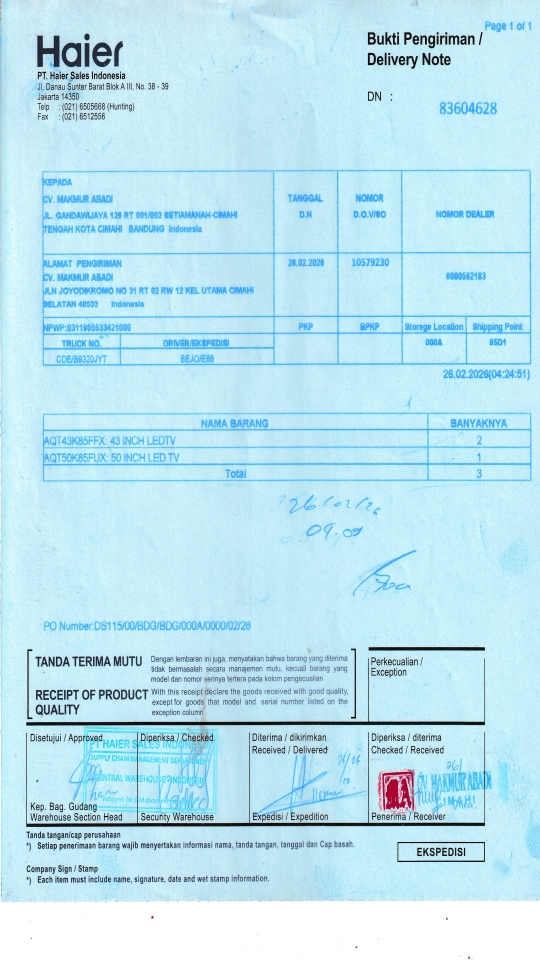 Page 1 of 1
Haier
Bukti Pengiriman /
Delivery Note
PT. Haier Sales Indonesia
Jl. Danau Sunter Barat Blok A III, No. 38 - 39
Jakarta 14350
Telp : (021) 6505668 (Hunting)
Fax : (021) 6512556
DN : 83604628
KEPADA
CV. MAKMUR ABADI
JL. GANDAWIJAYA 126 RT 001/002 SETIAMANAH-CIMAHI
TENGAH KOTA CIMAHI BANDUNG Indonesia
TANGGAL
D.N
NOMOR
D.O.V/SO
NOMOR DEALER
ALAMAT PENGIRIMAN
CV. MAKMUR ABADI
JLN JOYODIKROMO NO 31 RT 02 RW 12 KEL UTAMA CIMAHI
SELATAN 40533 Indonesia
26.02.2026
10579230
NPWP:0311905533421000
PKP
BPKP
Storege Location
Shipping Point
TRUCK NO.
DRIVER/EKSPEDISI
000A
05D1
CDE/B9320JYT
BEJO/E88
26.02.2026(04:24:51)
NAMA BARANG BANYAKNYA
AQT43K85FFX: 43 INCH LEDTV 2
AQT50K85FUX: 50 INCH LED TV 1
Total 3
26/02/26
PO Number:DS115/00/BDG/BDG/000A/0000/02/26
TANDA TERIMA MUTU
Dengan lembaran ini juga, menyatakan bahwa barang yang diterima
tidak bermasalah secara manajemen mutu, kecuali barang yang
model dan nomor serinya tertera pada kolom pengecualian
RECEIPT OF PRODUCT
QUALITY
With this receipt declare the goods received with good quality,
except for goods that model and serial number listed on the
exception column
Perkecualian /
Exception
Disetujui / Approved
Diperiksa / Checked
Diterima / dikirimkan
Received / Delivered
Diperiksa / diterima
Checked / Received
PT HAIER SALES INDONESIA
SUPPLY CHAIN MANAGEMENT DEPARTMENT
CENTRAL WAREHOUSE INDONESIA
CV MAKMUR ABADI
CIMAHI
Kep. Bag. Gudang
Warehouse Section Head
Security Warehouse
Expedisi / Expedition
Penerima / Receiver
Tanda tangan/cap perusahaan
*) Setiap penerimaan barang wajib menyertakan informasi nama, tanda tangan, tanggal dan Cap basah.
EKSPEDISI
Company Sign / Stamp
*) Each item must include name, signature, date and wet stamp information.